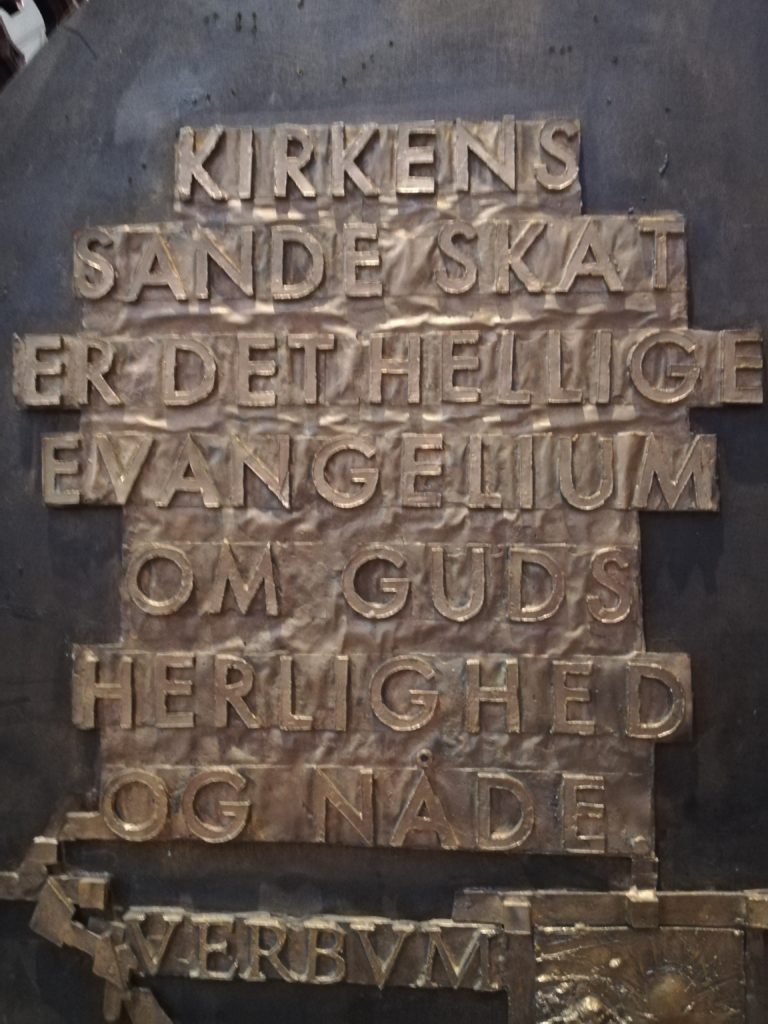 KIRKENS
SANDE SKAT
ER DET HELLIGE
EVANGELIUM
OM GUDS
HERLIGHED
OG NÅDE
VERBVM